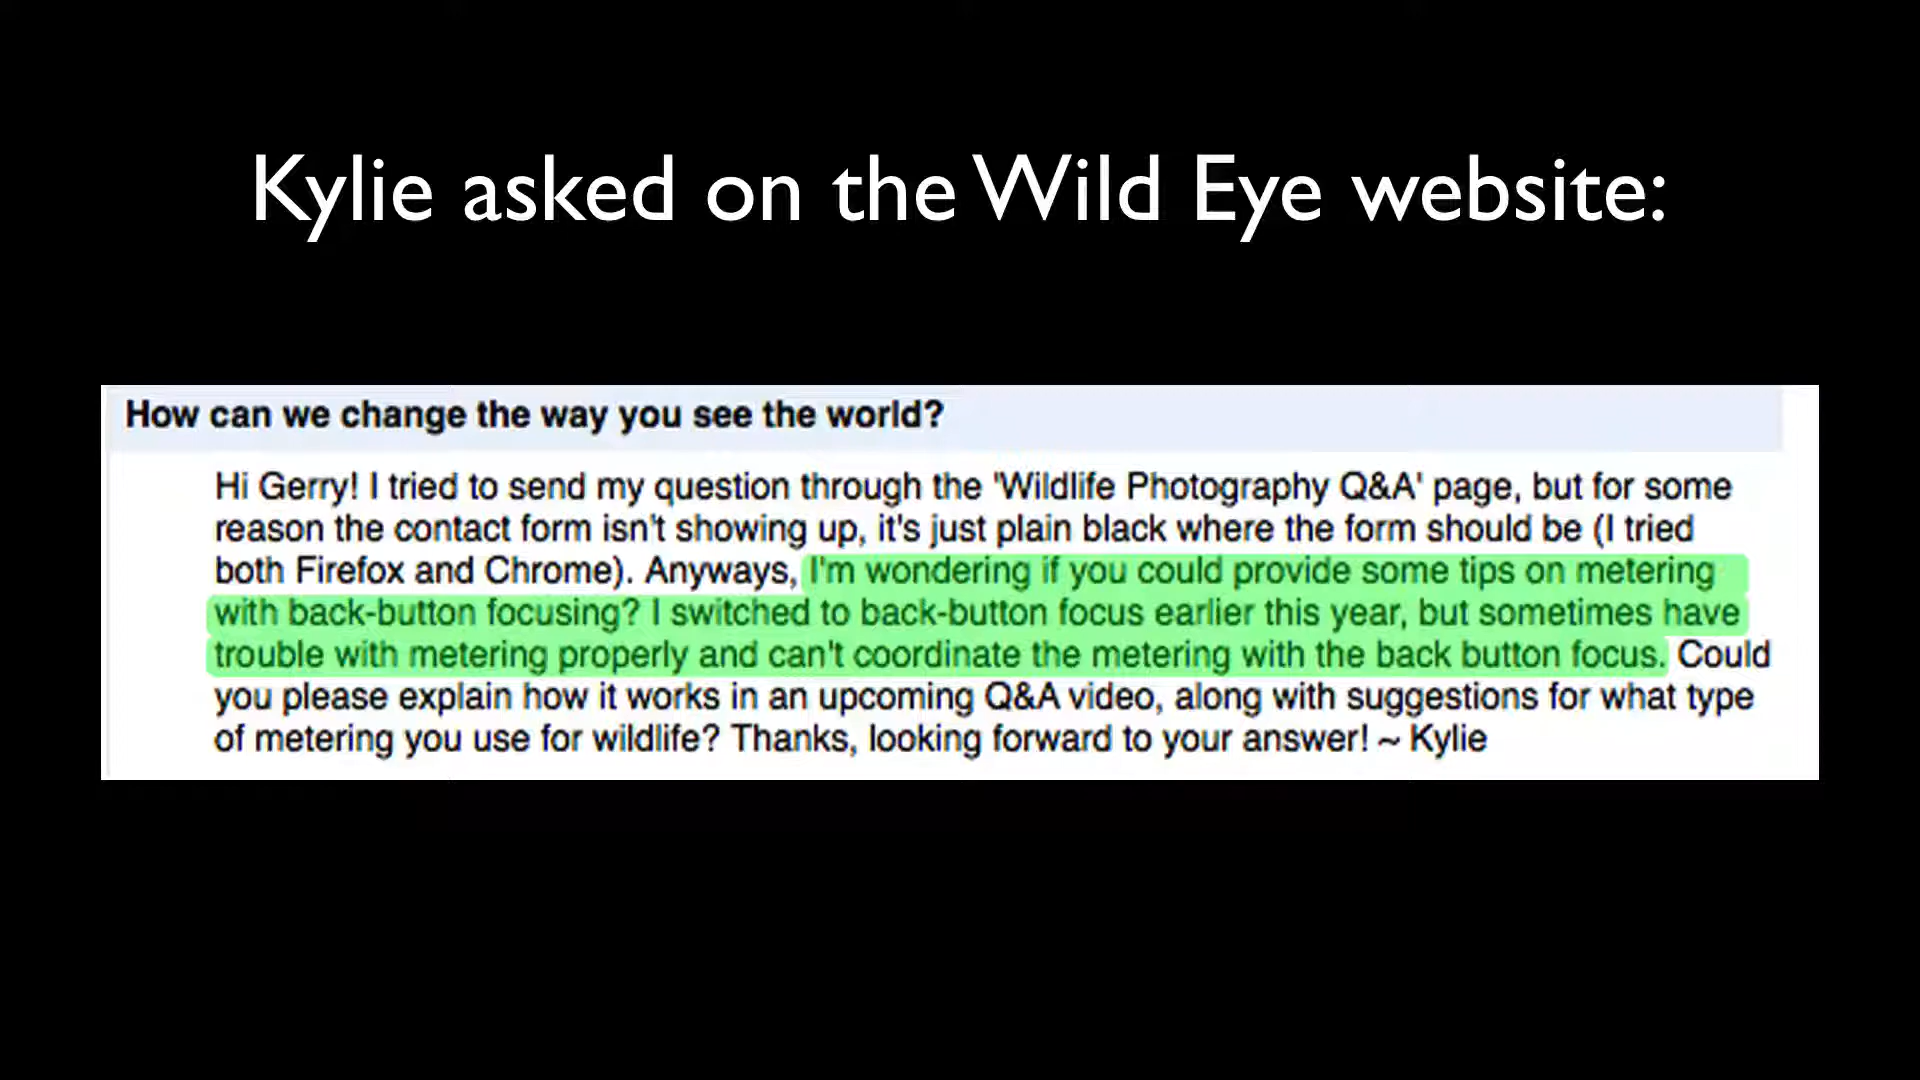 Kylie asked on the Wild Eye website:
How can we change the way you see the world?
Hi Gerry! I tried to send my question through the 'Wildlife Photography Q&A' page, but for some
reason the contact form isn't showing up, it's just plain black where the form should be (I tried
both Firefox and Chrome). Anyways, I'm wondering if you could provide some tips on metering
with back-button focusing? I switched to back-button focus earlier this year, but sometimes have
trouble with metering properly and can't coordinate the metering with the back button focus. Could
you please explain how it works in an upcoming Q&A video, along with suggestions for what type
of metering you use for wildlife? Thanks, looking forward to your answer! ~ Kylie